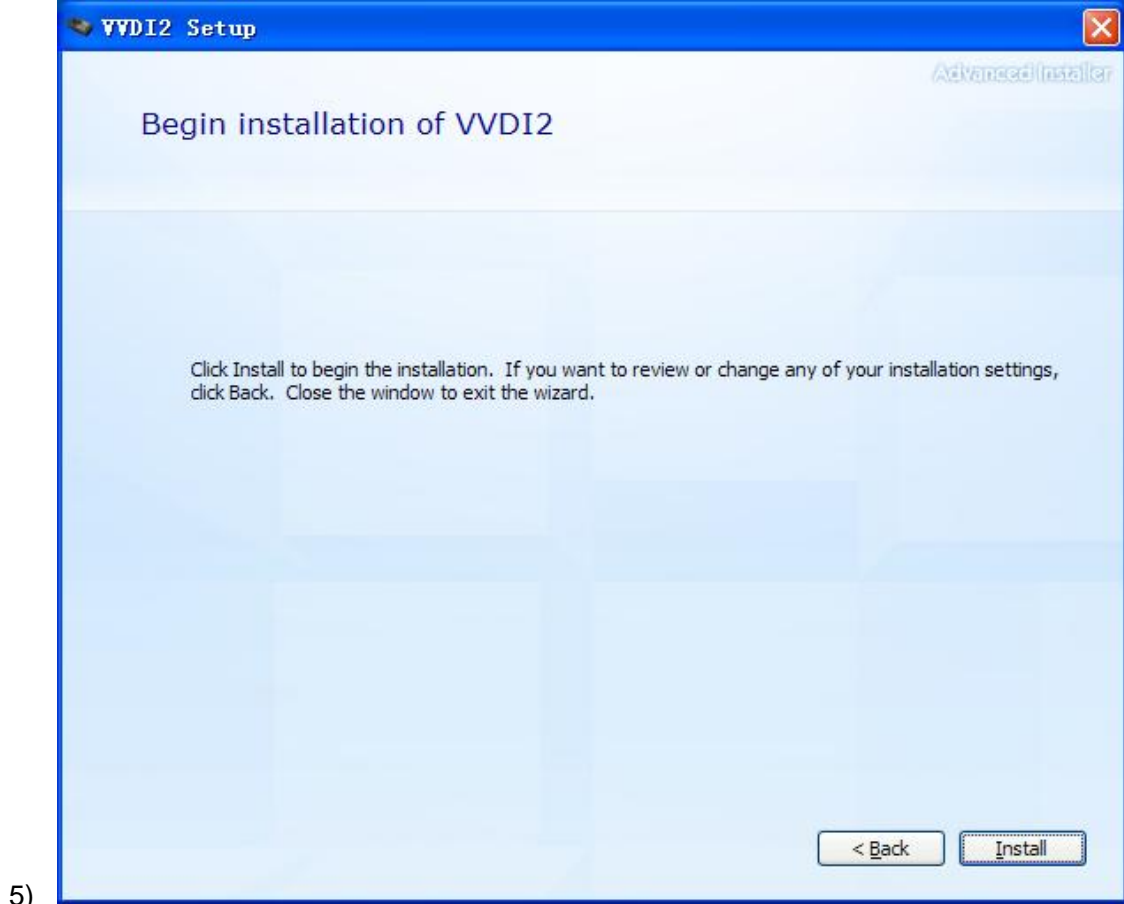 VVDI2 Setup
Advanced Installer
Begin installation of VVDI2
Click Install to begin the installation.  If you want to review or change any of your installation settings,
click Back.  Close the window to exit the wizard.
< Back
Install
5)